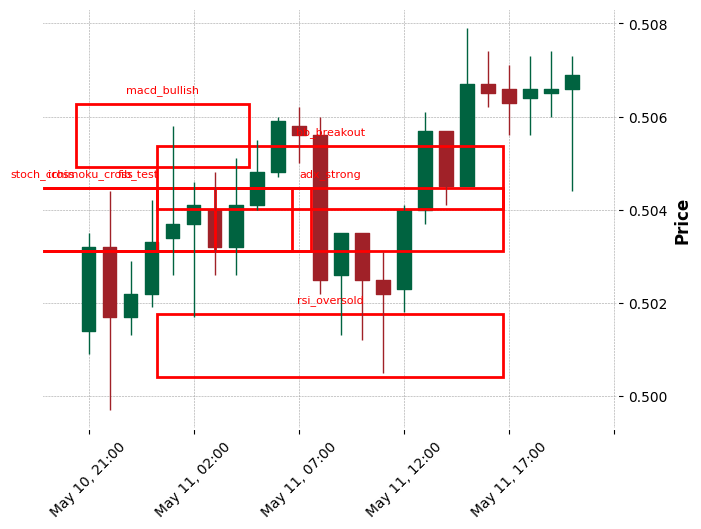 0.508
macd_bullish
0.506
stoch_cross
ichimoku_cross
fib_test
adx_strong
0.504
Price
0.502
rsi_oversold
0.500
May 10, 21:00
May 11, 02:00
May 11, 07:00
May 11, 12:00
May 11, 17:00